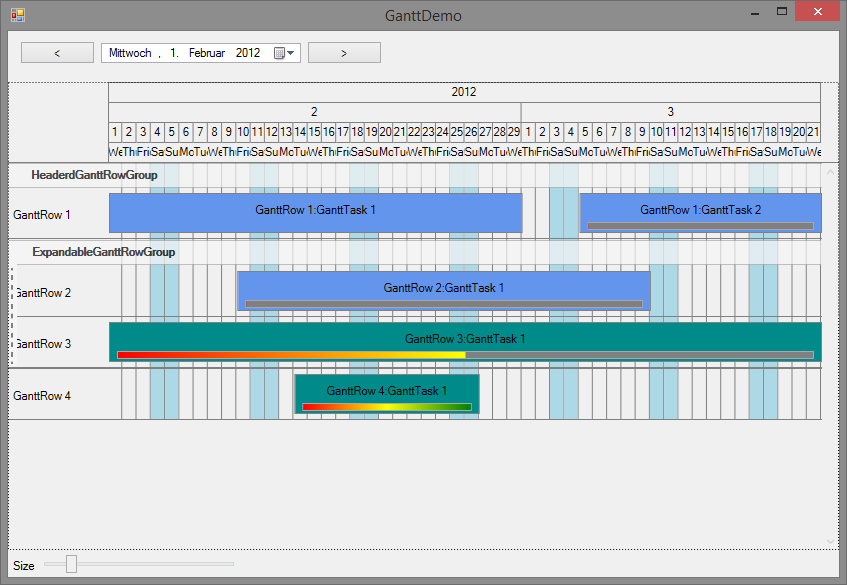 GanttDemo
< Mittwoch , 1. Februar 2012 >
2012
2 3
1 2 3 4 5 6 7 8 9 10 11 12 13 14 15 16 17 18 19 20 21 22 23 24 25 26 27 28 29 1 2 3 4 5 6 7 8 9 10 11 12 13 14 15 16 17 18 19 20 21
We Th Fri Sa Su Mo Tu We Th Fri Sa Su Mo Tu We Th Fri Sa Su Mo Tu We Th Fri Sa Su Mo Tu We Th Fri Sa Su Mo Tu We Th Fri Sa Su Mo Tu We Th Fri Sa Su Mo Tu We
HeaderdGanttRowGroup
GanttRow 1 GanttRow 1:GanttTask 1 GanttRow 1:GanttTask 2
ExpandableGanttRowGroup
GanttRow 2 GanttRow 2:GanttTask 1
GanttRow 3 GanttRow 3:GanttTask 1
GanttRow 4 GanttRow 4:GanttTask 1
Size